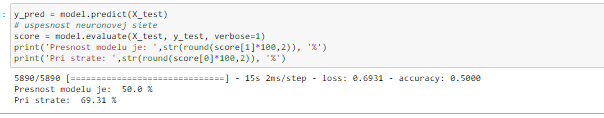 ]: y_pred = model.predict(X_test)
# uspesnost neuronovej siete
score = model.evaluate(X_test, y_test, verbose=1)
print('Presnost modelu je: ',str(round(score[1]*100,2)), '%')
print('Pri strate: ',str(round(score[0]*100,2)), '%')
5890/5890 [==============================] - 15s 2ms/step - loss: 0.6931 - accuracy: 0.5000
Presnost modelu je:  50.0 %
Pri strate:  69.31 %